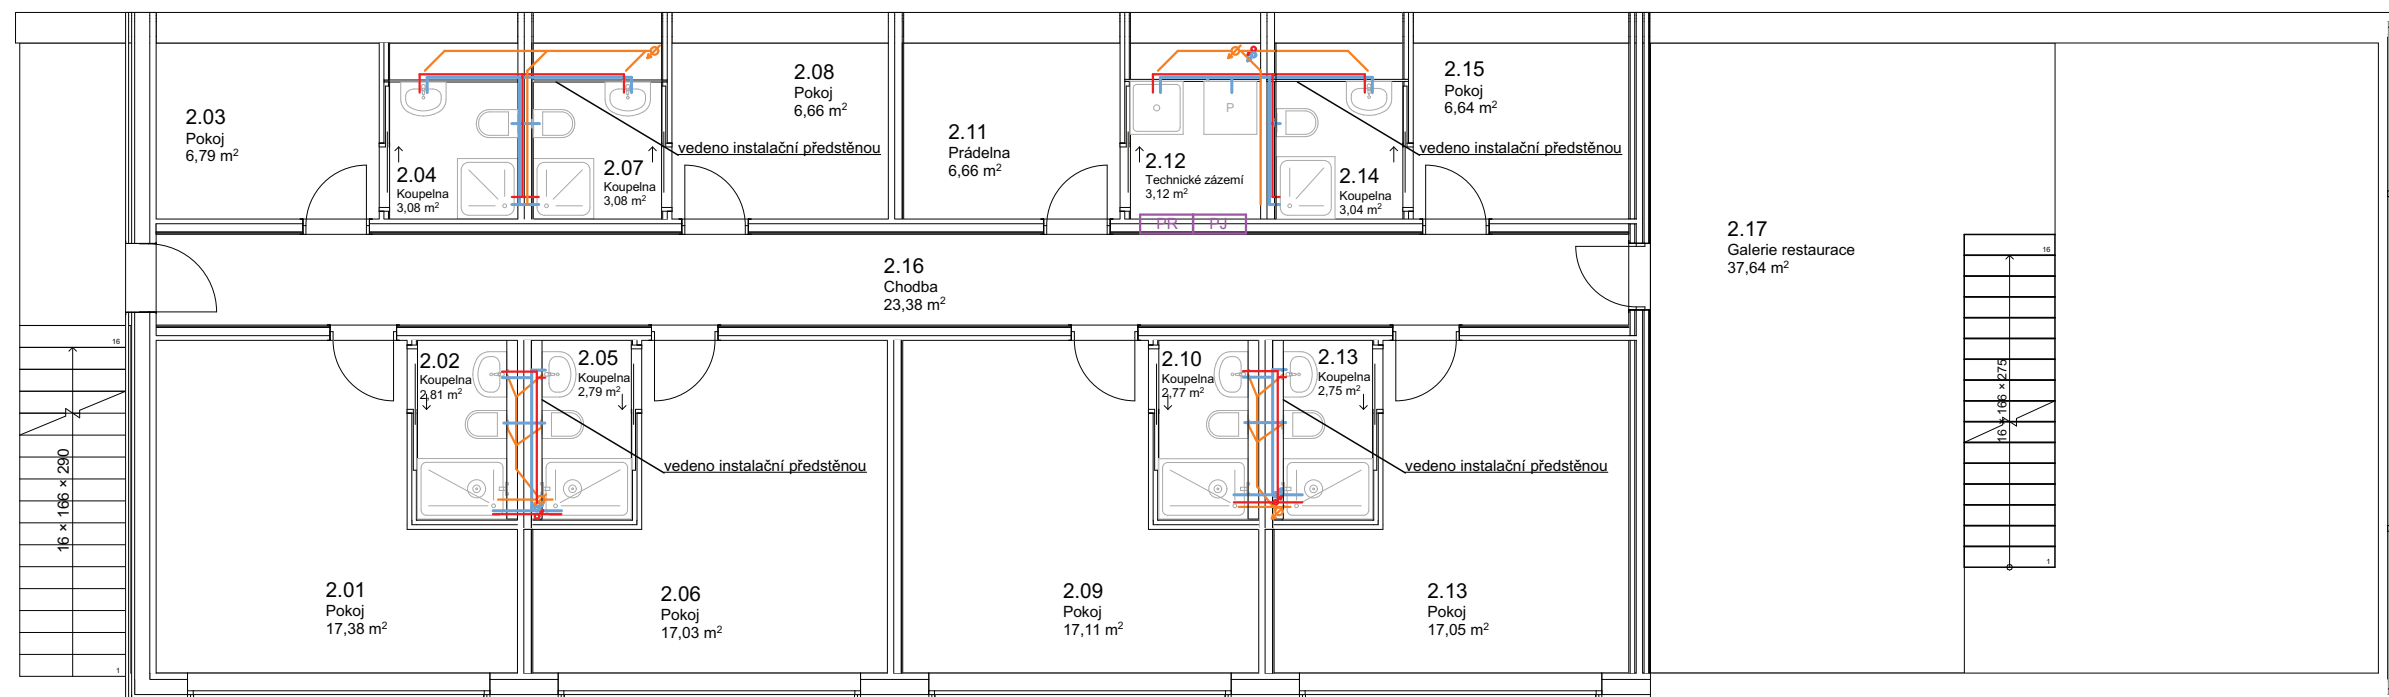 2.03
Pokoj
6,79 m²
2.04
Koupelna
3,08 m²
2.07
Koupelna
3,08 m²
2.08
Pokoj
6,66 m²
vedeno instalační předstěnou
2.11
Prádelna
6,66 m²
P
2.12
Technické zázemí
3,12 m²
2.14
Koupelna
3,04 m²
2.15
Pokoj
6,64 m²
vedeno instalační předstěnou
PR
PJ
2.16
Chodba
23,38 m²
2.17
Galerie restaurace
37,64 m²
16
16 × 166 × 275
1
16
16 × 166 × 290
1
2.02
Koupelna
2,81 m²
2.05
Koupelna
2,79 m²
vedeno instalační předstěnou
2.10
Koupelna
2,77 m²
2.13
Koupelna
2,75 m²
vedeno instalační předstěnou
2.01
Pokoj
17,38 m²
2.06
Pokoj
17,03 m²
2.09
Pokoj
17,11 m²
2.13
Pokoj
17,05 m²